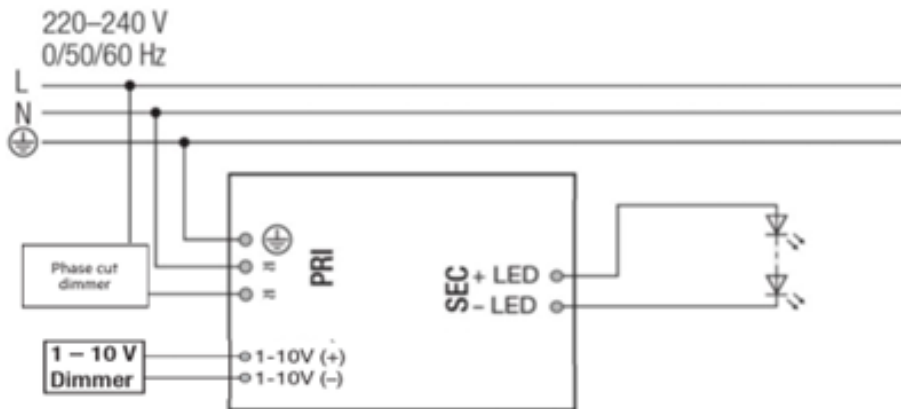 220–240 V
0/50/60 Hz
L
N
Phase cut
dimmer
1 – 10 V
Dimmer
PRI
1-10V (+)
1-10V (–)
SEC
+ LED
– LED